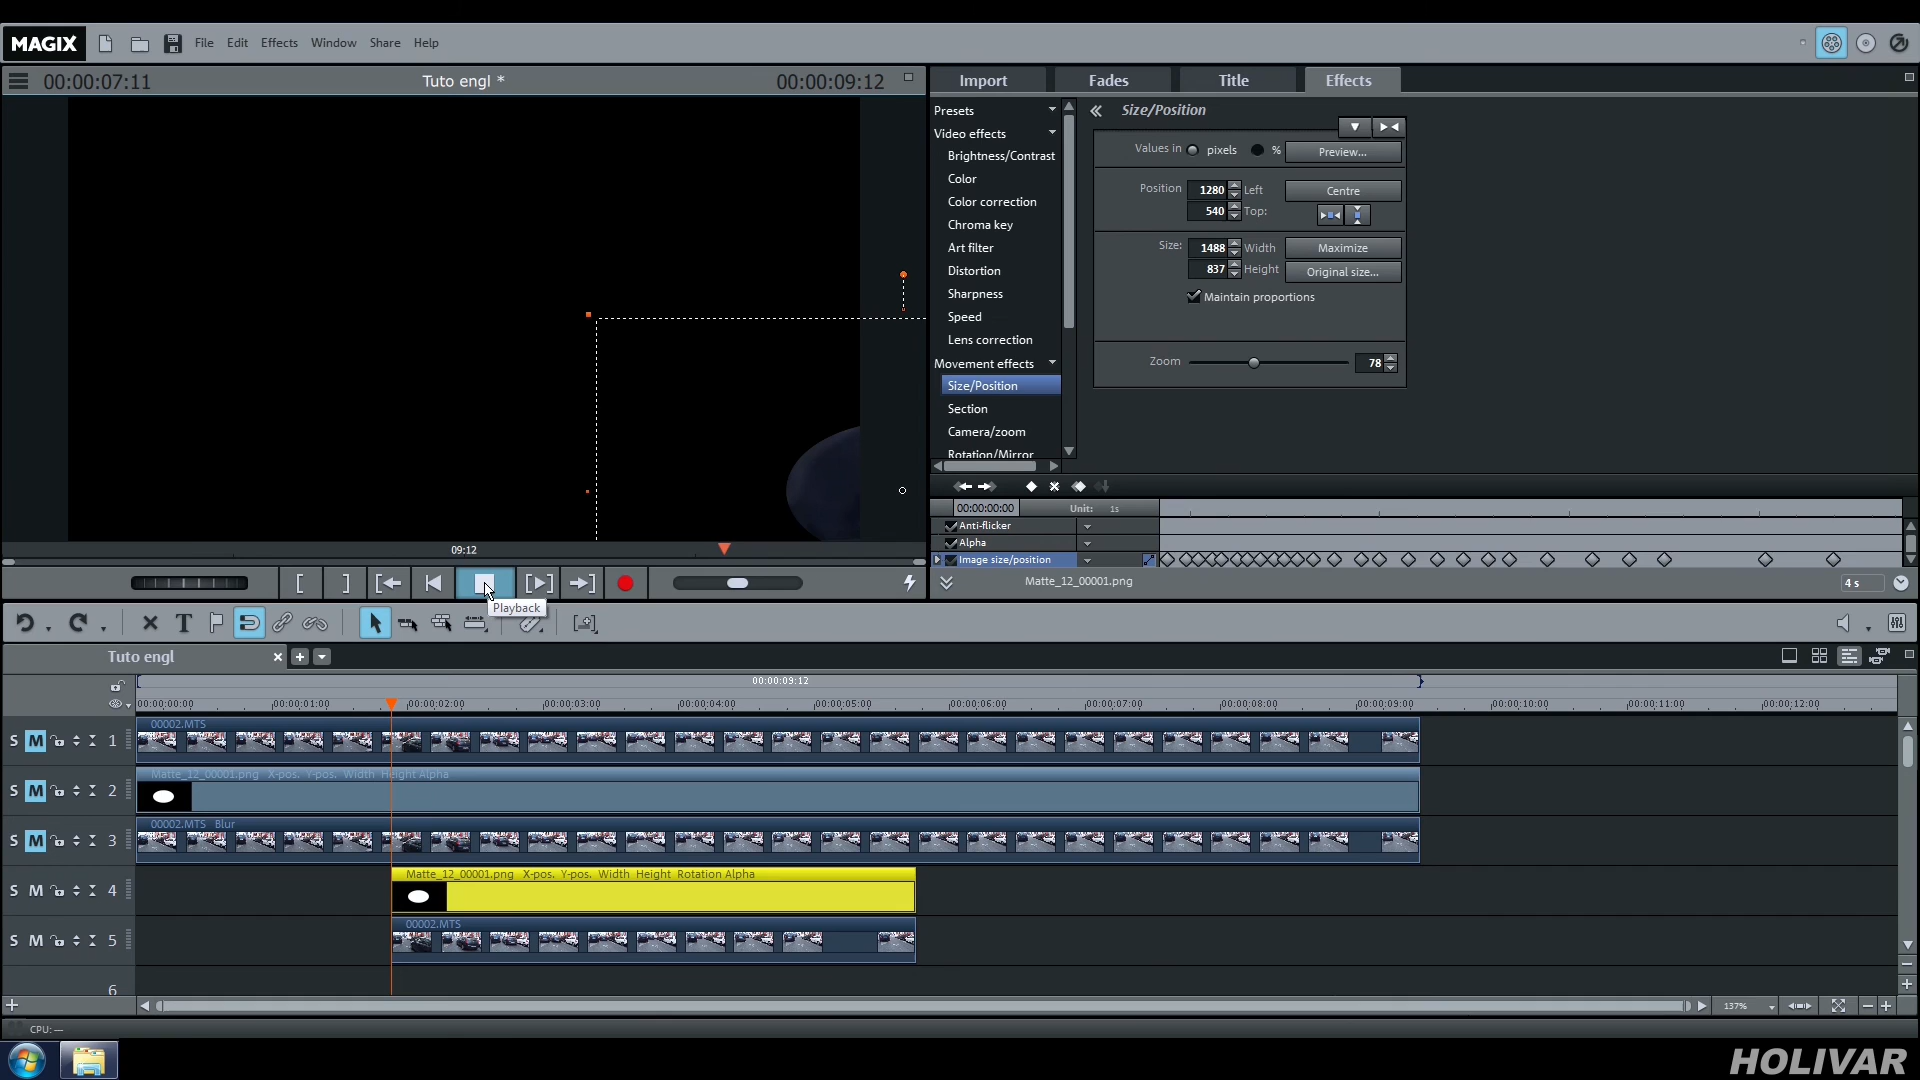 MAGIX File Edit Effects Window Share Help
00:00:07:11 Tuto engl * 00:00:09:12
Import Fades Title Effects
Presets
Video effects
Brightness/Contrast
Color
Color correction
Chroma key
Art filter
Distortion
Sharpness
Speed
Lens correction
Movement effects
Size/Position
Section
Camera/zoom
Rotation/Mirror
Size/Position
Values in pixels % Preview...
Position 1280 Left Centre
540 Top:
Size: 1488 Width Maximize
837 Height Original size...
Maintain proportions
Zoom 78
00:00:00:00 Unit: 1s
Anti-flicker
Alpha
Image size/position
Matte_12_00001.png 4 s
09:12
Playback
Tuto engl
00:00:09:12
00:00:00:00 00:00:01:00 00:00:02:00 00:00:03:00 00:00:04:00 00:00:05:00 00:00:06:00 00:00:07:00 00:00:08:00 00:00:09:00 00:00:10:00 00:00:11:00 00:00:12:00
00002.MTS
S M 1
Matte_12_00001.png X-pos. Y-pos. Width Height Alpha
S M 2
00002.MTS Blur
S M 3
Matte_12_00001.png X-pos. Y-pos. Width Height Rotation Alpha
S M 4
00002.MTS
S M 5
6
137%
CPU: —
HOLIVAR